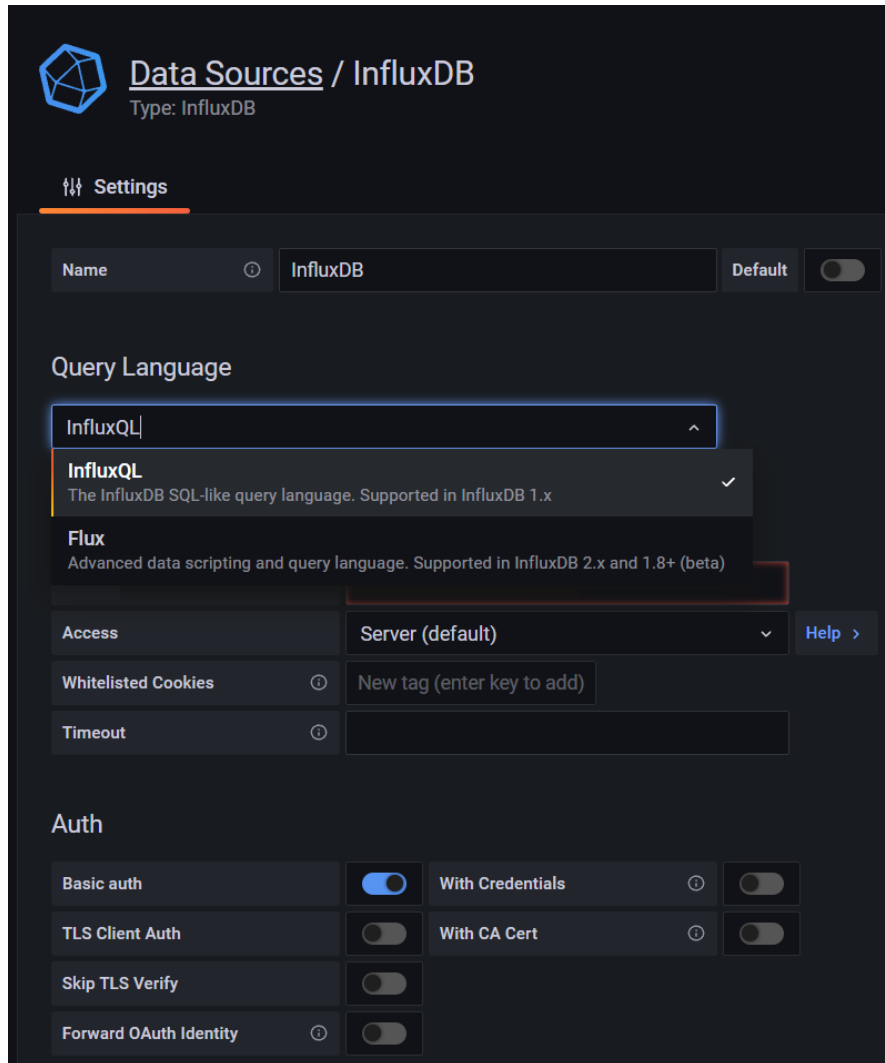 Data Sources / InfluxDB
Type: InfluxDB
Settings
Name InfluxDB Default
Query Language
InfluxQL
InfluxQL
The InfluxDB SQL-like query language. Supported in InfluxDB 1.x
Flux
Advanced data scripting and query language. Supported in InfluxDB 2.x and 1.8+ (beta)
Access Server (default) Help >
Whitelisted Cookies New tag (enter key to add)
Timeout
Auth
Basic auth With Credentials
TLS Client Auth With CA Cert
Skip TLS Verify
Forward OAuth Identity